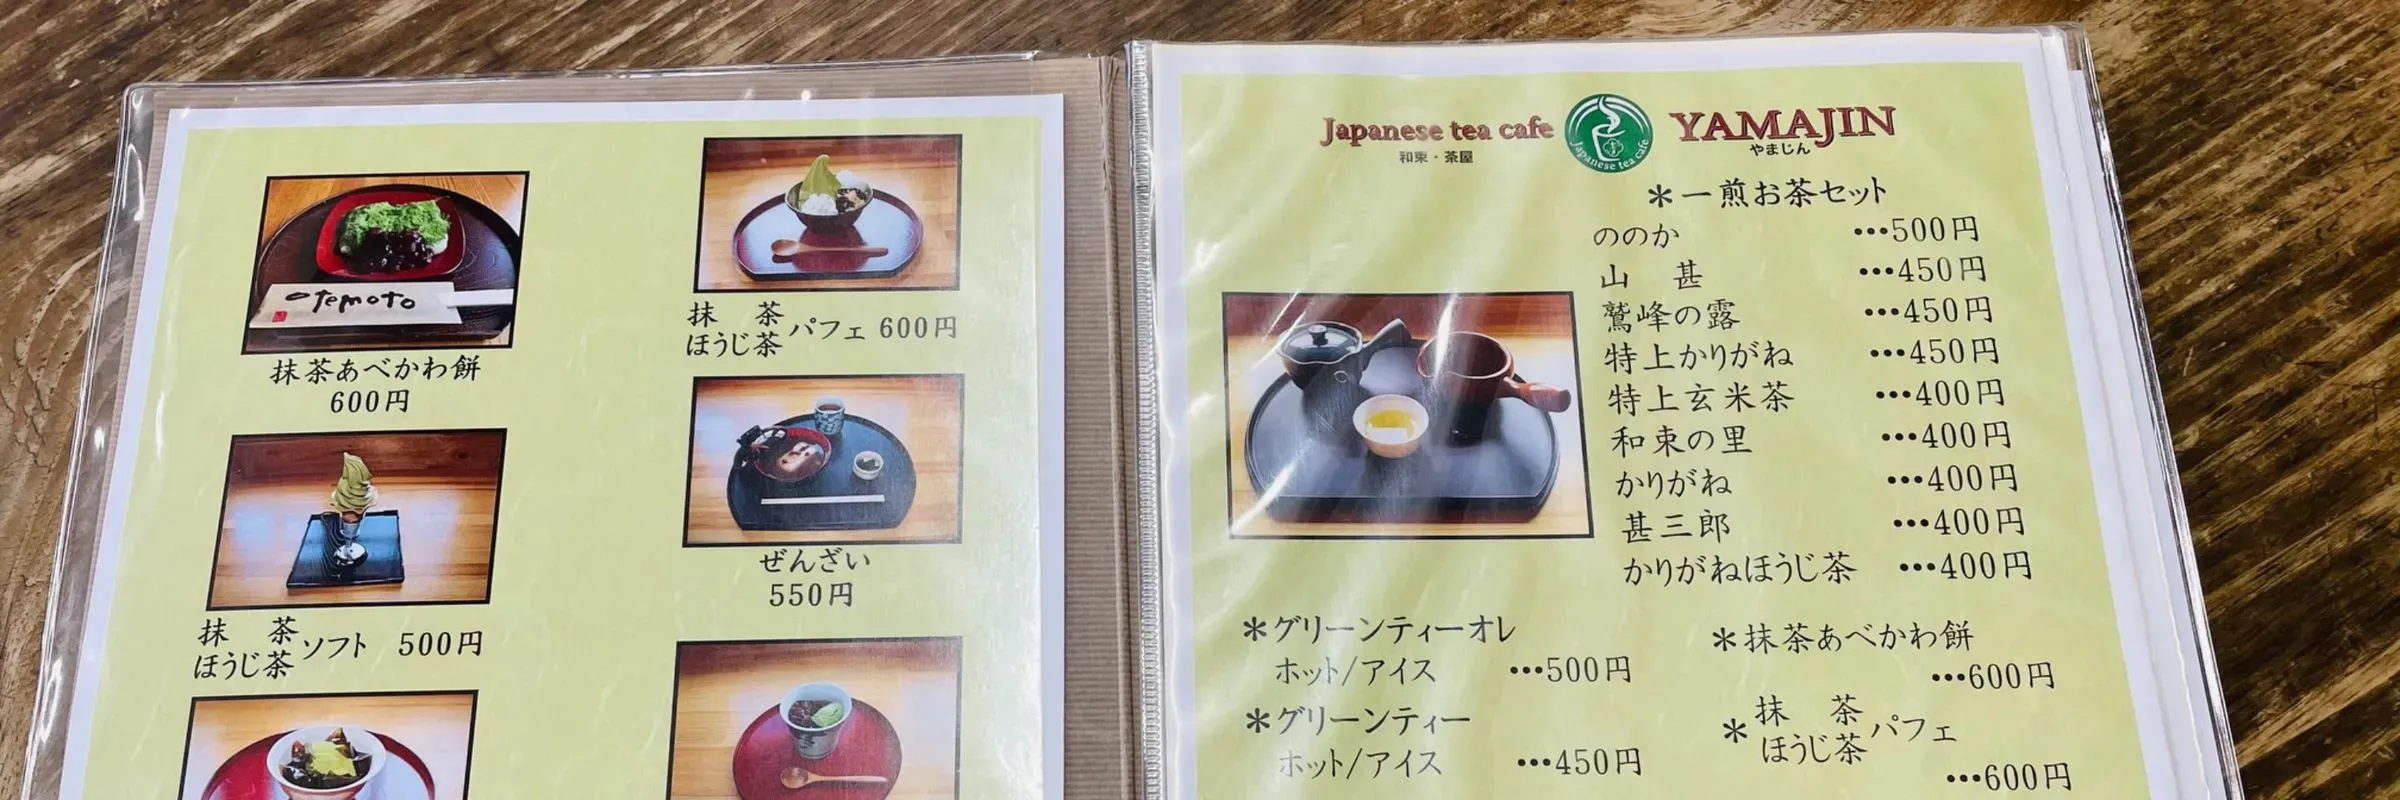 otemoto
抹茶あべかわ餅
600円
抹茶
ほうじ茶 パフェ 600円
抹茶
ほうじ茶 ソフト 500円
ぜんざい
550円
Japanese tea cafe YAMAJIN
和束・茶屋 やまじん
Japanese tea cafe
＊一煎お茶セット
ののか •••500円
山甚 •••450円
鷲峰の露 •••450円
特上かりがね •••450円
特上玄米茶 •••400円
和束の里 •••400円
かりがね •••400円
甚三郎 •••400円
かりがねほうじ茶 •••400円
＊グリーンティーオレ
ホット/アイス •••500円
＊グリーンティー
ホット/アイス •••450円
＊抹茶あべかわ餅
•••600円
＊抹茶
ほうじ茶 パフェ
•••600円